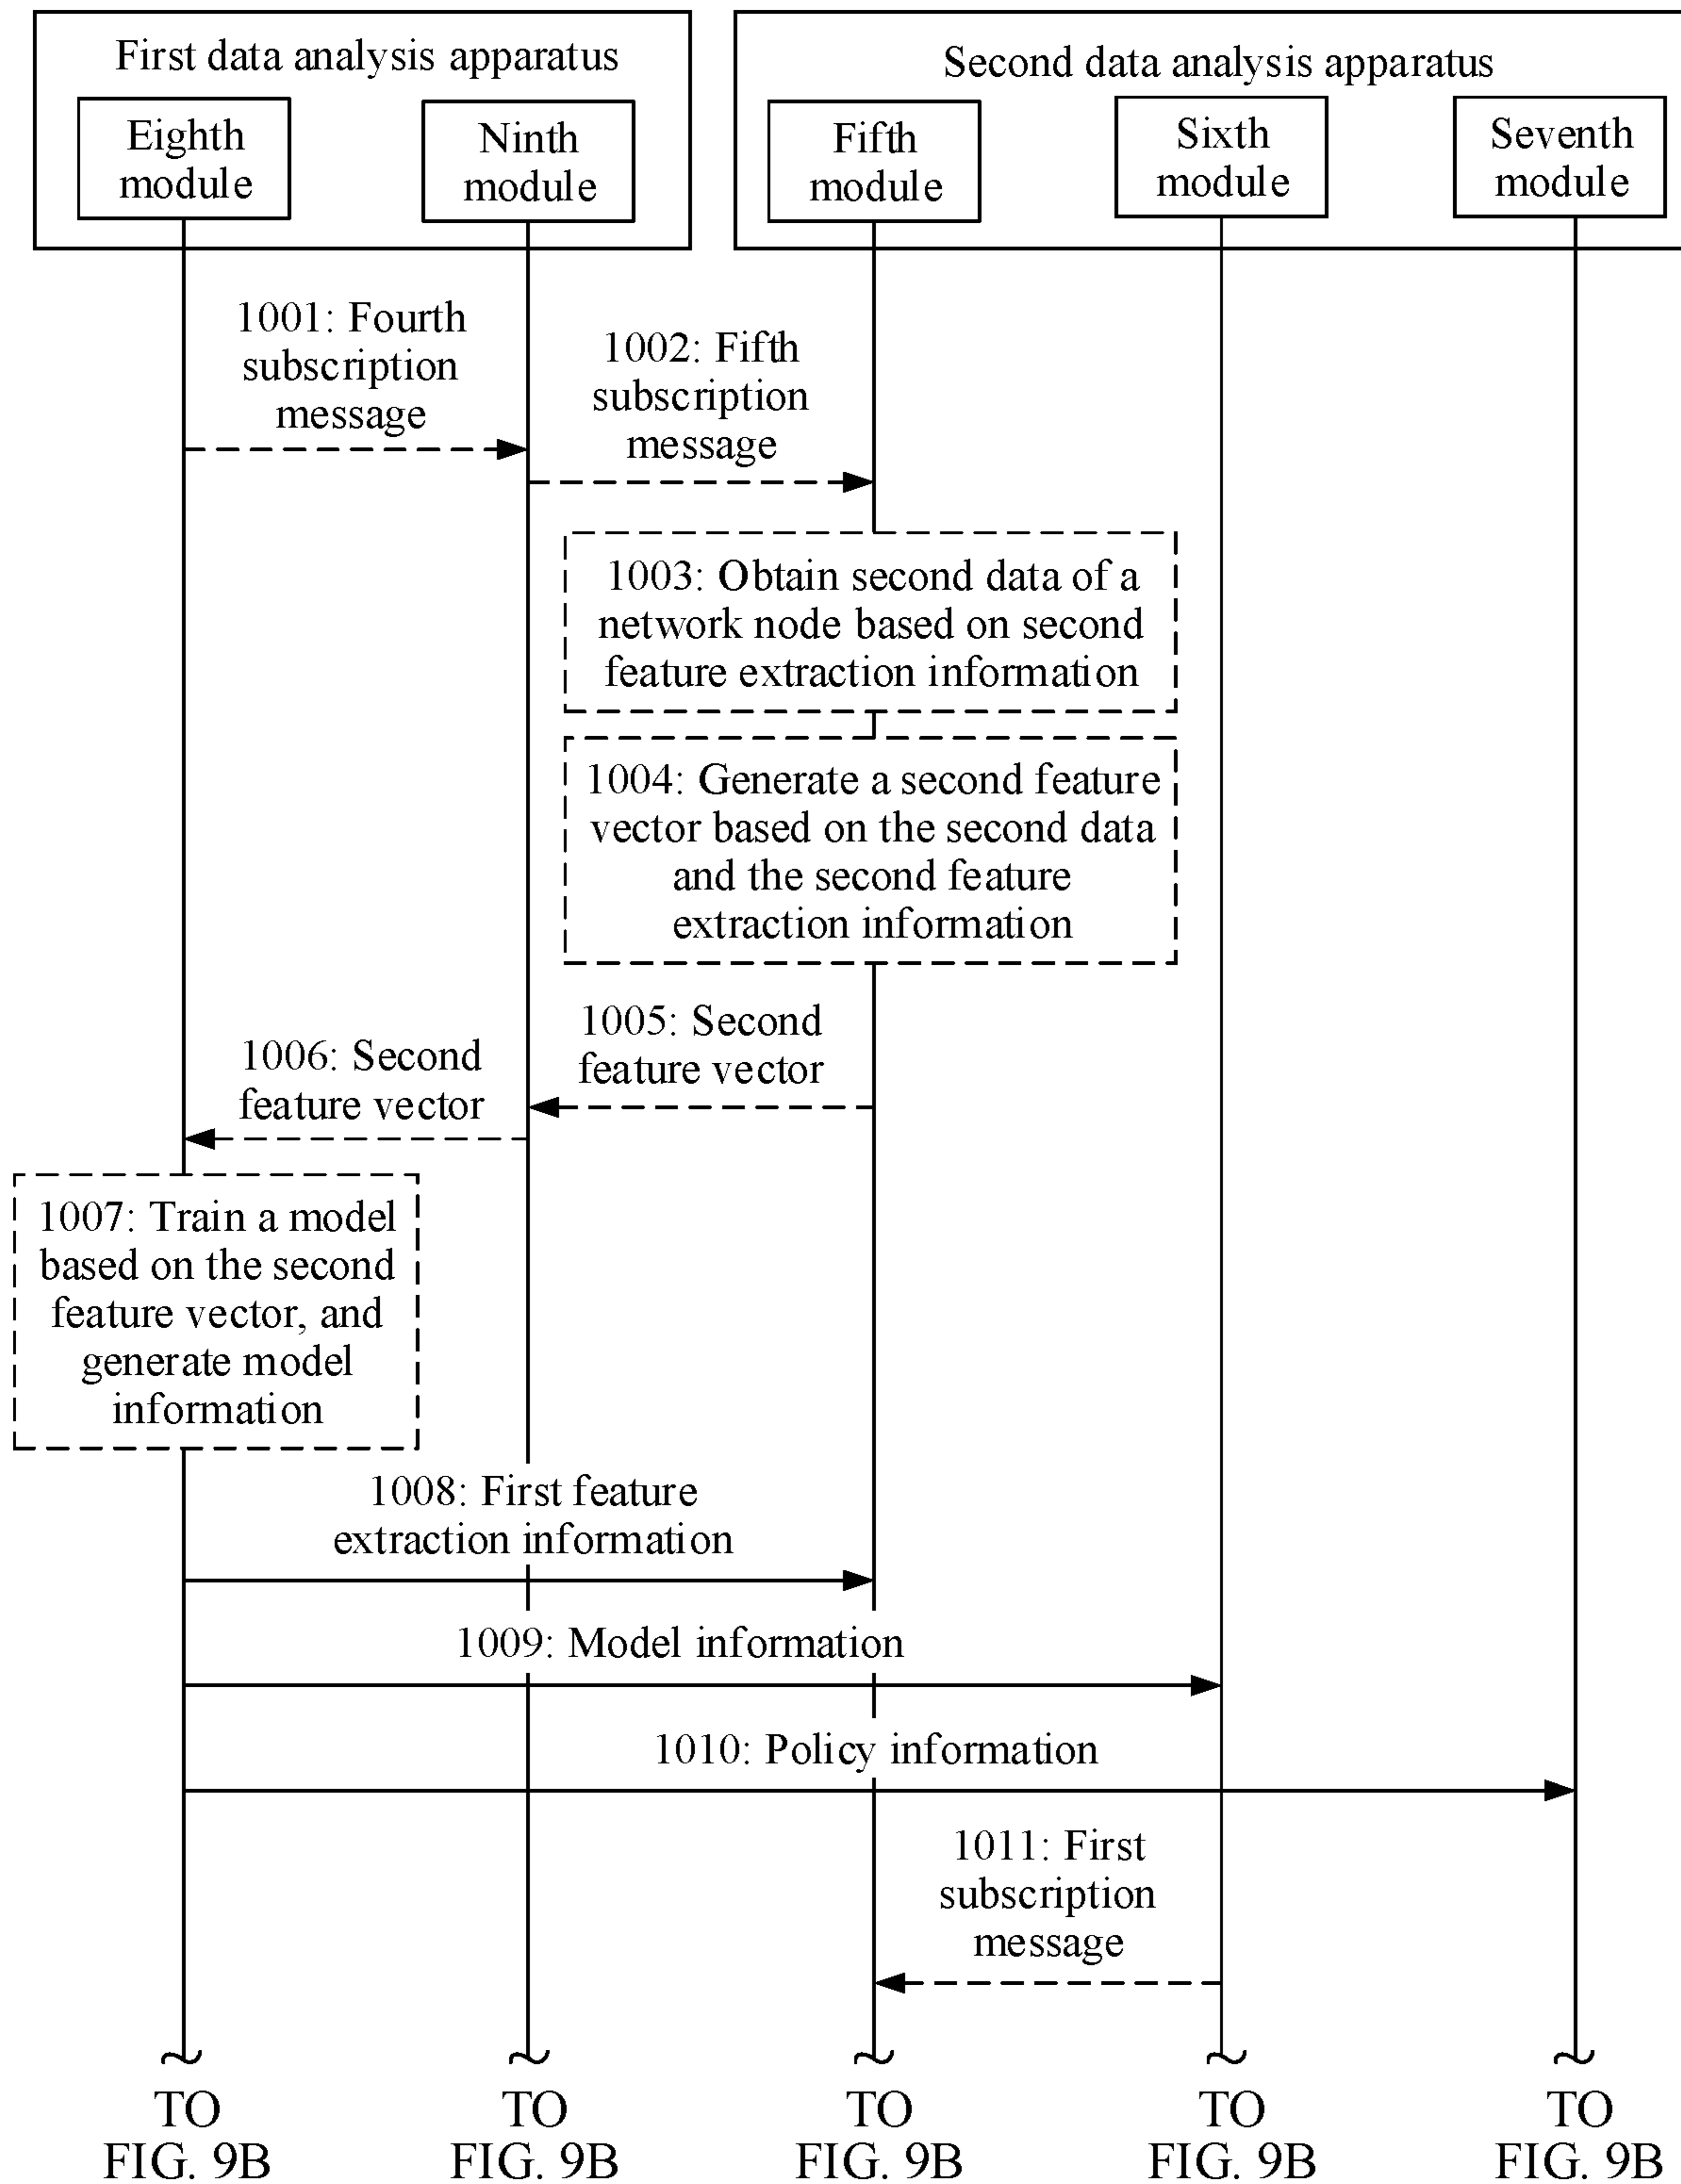 First data analysis apparatus
Second data analysis apparatus
Eighth
module
Ninth
module
Fifth
module
Sixth
module
Seventh
module
1001: Fourth
subscription
message
1002: Fifth
subscription
message
1003: Obtain second data of a
network node based on second
feature extraction information
1004: Generate a second feature
vector based on the second data
and the second feature
extraction information
1005: Second
feature vector
1006: Second
feature vector
1007: Train a model
based on the second
feature vector, and
generate model
information
1008: First feature
extraction information
1009: Model information
1010: Policy information
1011: First
subscription
message
TO
FIG. 9B
TO
FIG. 9B
TO
FIG. 9B
TO
FIG. 9B
TO
FIG. 9B